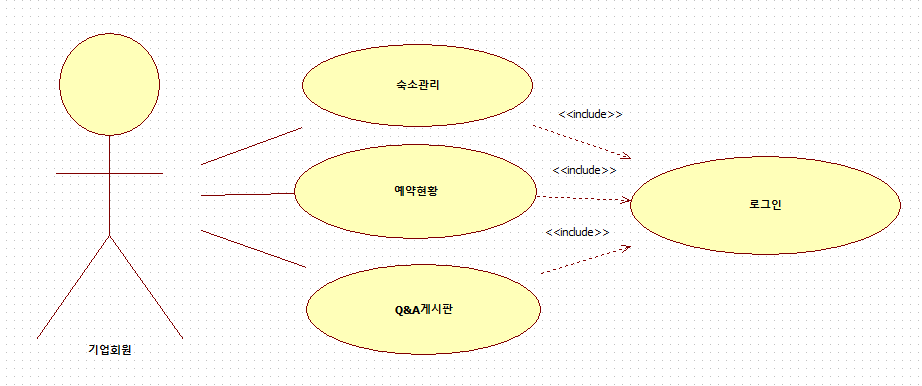 숙소관리
<<include>>
예약현황
<<include>>
로그인
<<include>>
Q&A게시판
기업회원